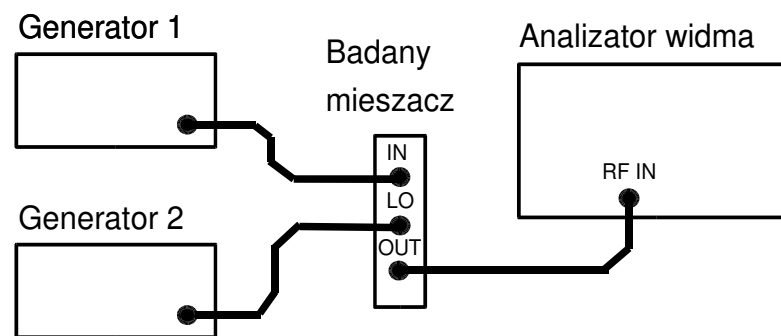 Generator 1
Badany
mieszacz
Analizator widma
IN
RF IN
LO
Generator 2
OUT